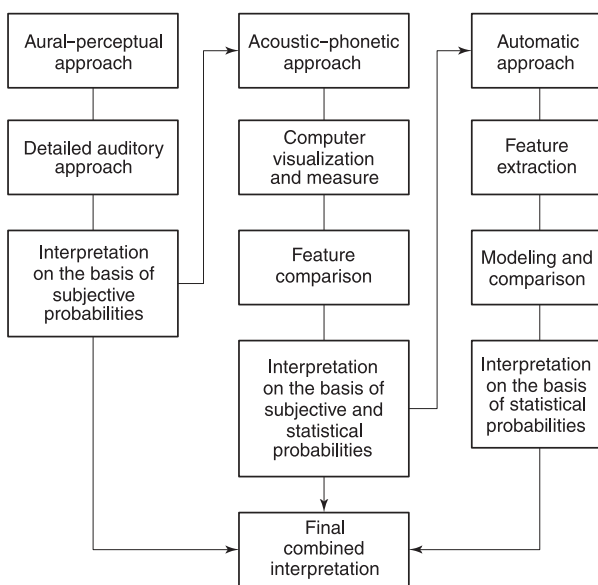 Aural–perceptual
approach
Detailed auditory
approach
Interpretation
on the basis of
subjective
probabilities
Acoustic–phonetic
approach
Computer
visualization
and measure
Feature
comparison
Interpretation
on the basis of
subjective and
statistical
probabilities
Automatic
approach
Feature
extraction
Modeling and
comparison
Interpretation
on the basis
of statistical
probabilities
Final
combined
interpretation